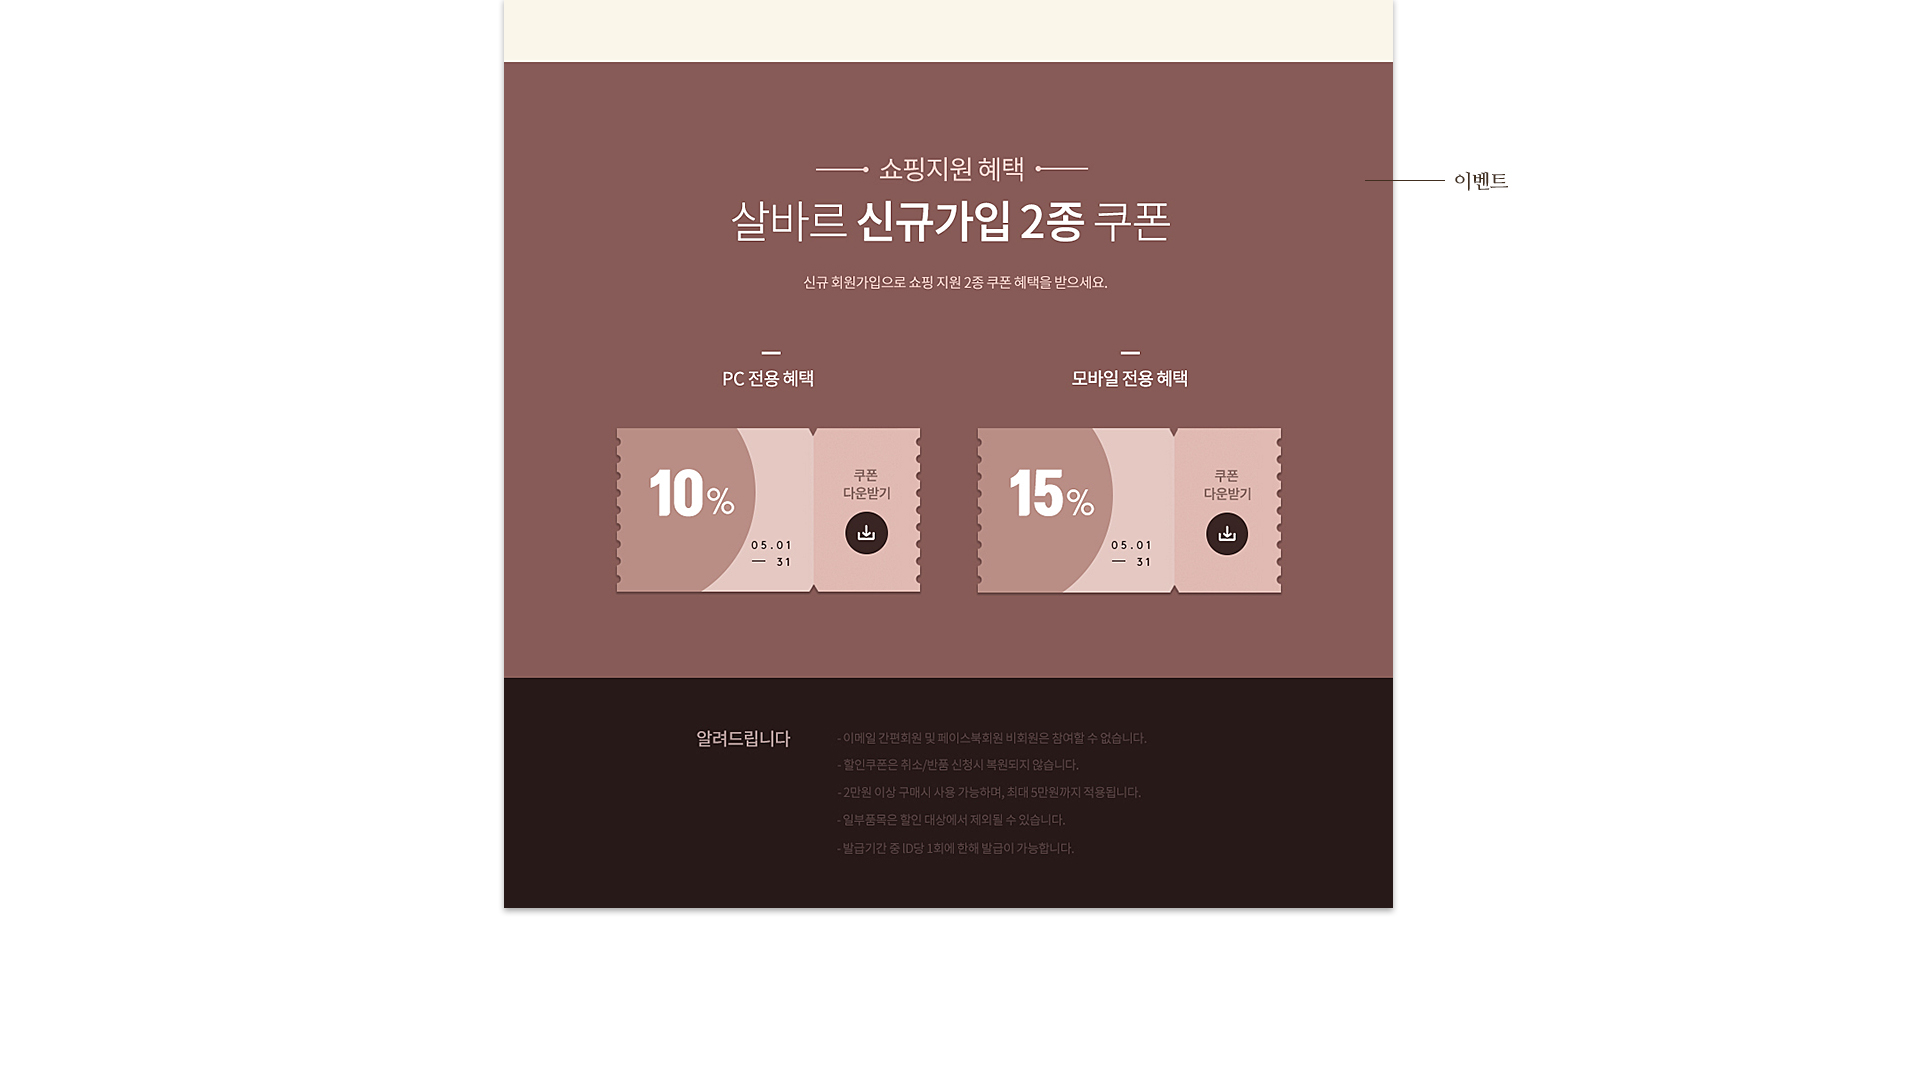 쇼핑지원 혜택
이벤트
살바르 신규가입 2종 쿠폰
신규 회원가입으로 쇼핑 지원 2종 쿠폰 혜택을 받으세요.
PC 전용 혜택
10%
05.01
— 31
쿠폰
다운받기
모바일 전용 혜택
15%
05.01
— 31
쿠폰
다운받기
알려드립니다
- 이메일 간편회원 및 페이스북회원 비회원은 참여할 수 없습니다.
- 할인쿠폰은 취소/반품 신청시 복원되지 않습니다.
- 2만원 이상 구매시 사용 가능하며, 최대 5만원까지 적용됩니다.
- 일부품목은 할인 대상에서 제외될 수 있습니다.
- 발급기간 중 ID당 1회에 한해 발급이 가능합니다.